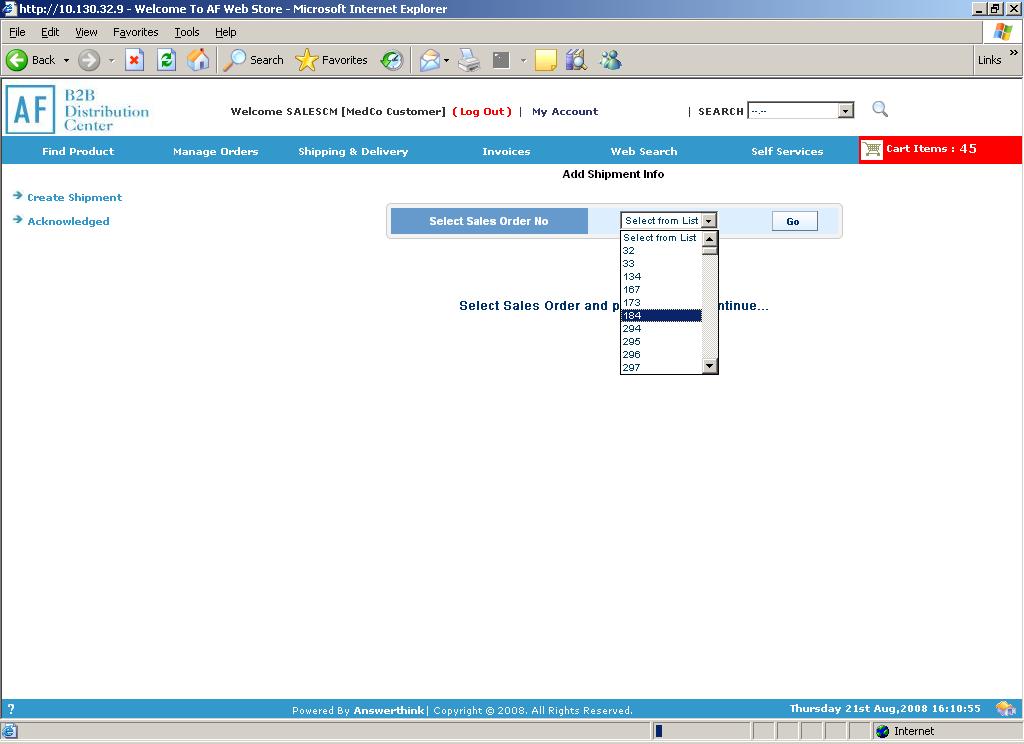 http://10.130.32.9 - Welcome To AF Web Store - Microsoft Internet Explorer
File Edit View Favorites Tools Help
Back Search Favorites Links »
AF B2B Distribution Center
Welcome SALESCM [MedCo Customer] ( Log Out ) | My Account | SEARCH --.--
Find Product Manage Orders Shipping & Delivery Invoices Web Search Self Services Cart Items : 45
Add Shipment Info
Create Shipment
Acknowledged
Select Sales Order No Select from List Go
Select from List
32
33
134
167
173
Select Sales Order and p ntinue...
184
294
295
296
297
? Powered By Answerthink| Copyright © 2008. All Rights Reserved. Thursday 21st Aug,2008 16:10:55
Internet